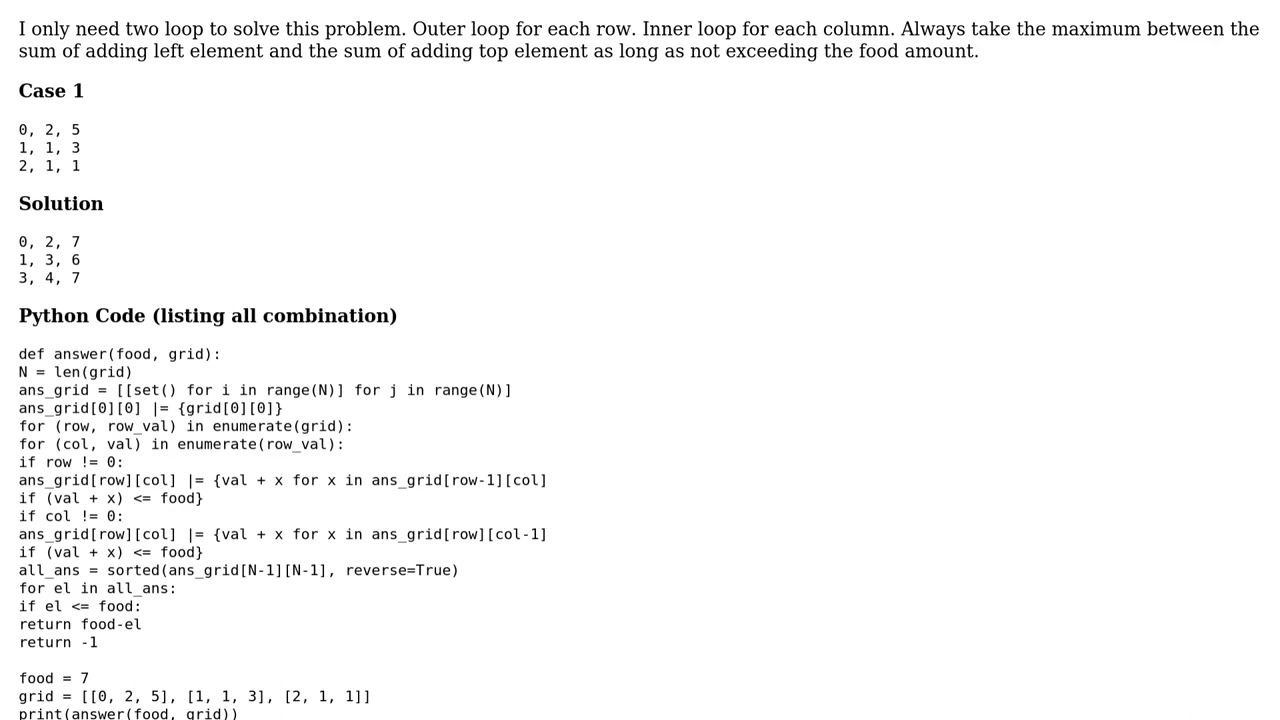 I only need two loop to solve this problem. Outer loop for each row. Inner loop for each column. Always take the maximum between the
sum of adding left element and the sum of adding top element as long as not exceeding the food amount.
Case 1
0, 2, 5
1, 1, 3
2, 1, 1
Solution
0, 2, 7
1, 3, 6
3, 4, 7
Python Code (listing all combination)
def answer(food, grid):
N = len(grid)
ans_grid = [[set() for i in range(N)] for j in range(N)]
ans_grid[0][0] |= {grid[0][0]}
for (row, row_val) in enumerate(grid):
for (col, val) in enumerate(row_val):
if row != 0:
ans_grid[row][col] |= {val + x for x in ans_grid[row-1][col]
if (val + x) <= food}
if col != 0:
ans_grid[row][col] |= {val + x for x in ans_grid[row][col-1]
if (val + x) <= food}
all_ans = sorted(ans_grid[N-1][N-1], reverse=True)
for el in all_ans:
if el <= food:
return food-el
return -1
food = 7
grid = [[0, 2, 5], [1, 1, 3], [2, 1, 1]]
print(answer(food, grid))